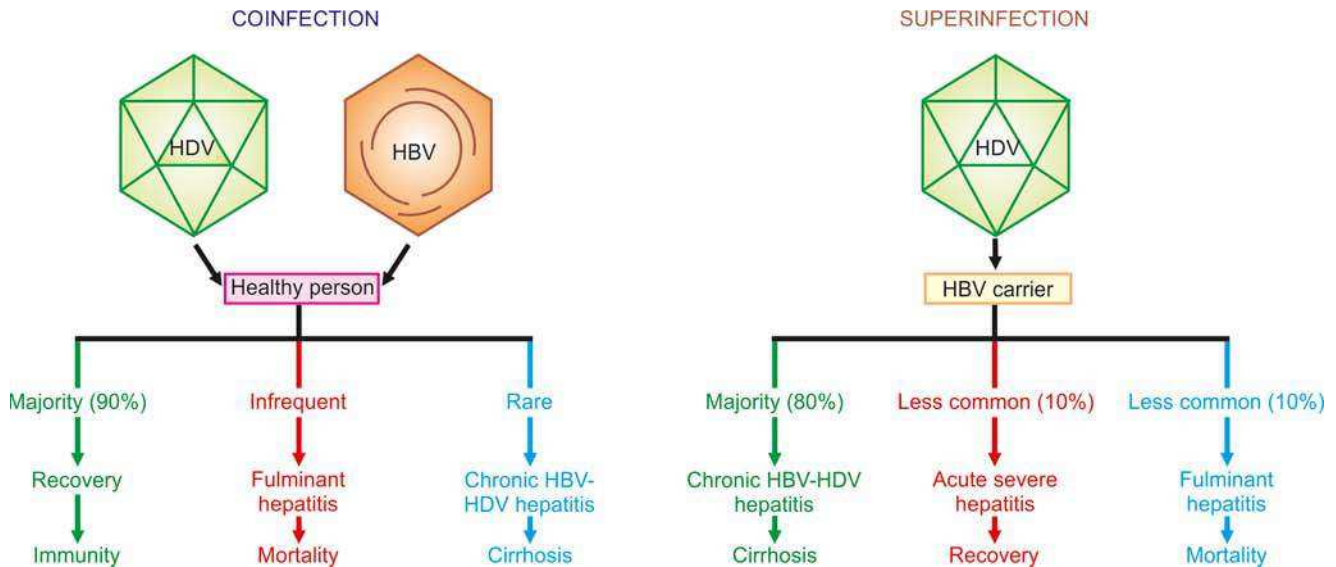 COINFECTION
HDV
HBV
Healthy person
Majority (90%)
Recovery
Immunity
Infrequent
Fulminant
hepatitis
Mortality
Rare
Chronic HBV-
HDV hepatitis
Cirrhosis
SUPERINFECTION
HDV
HBV carrier
Majority (80%)
Chronic HBV-HDV
hepatitis
Cirrhosis
Less common (10%)
Acute severe
hepatitis
Recovery
Less common (10%)
Fulminant
hepatitis
Mortality